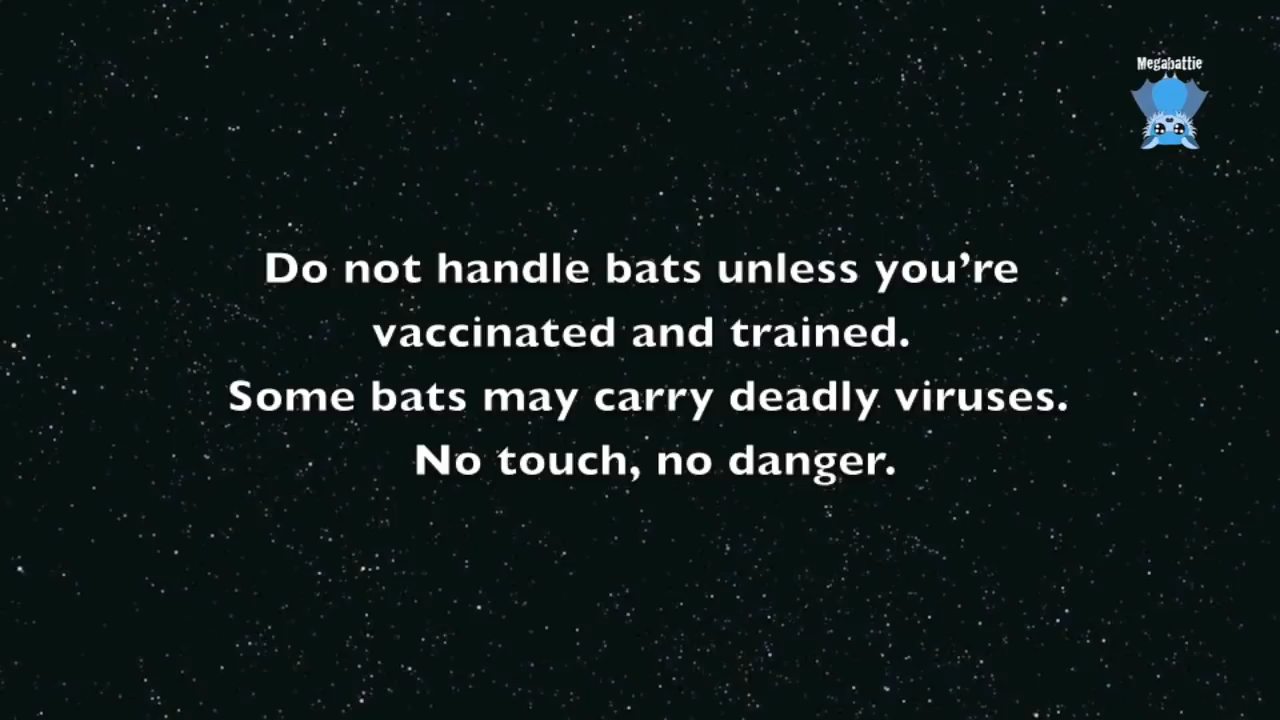 Megabattie
Do not handle bats unless you’re
vaccinated and trained.
Some bats may carry deadly viruses.
No touch, no danger.